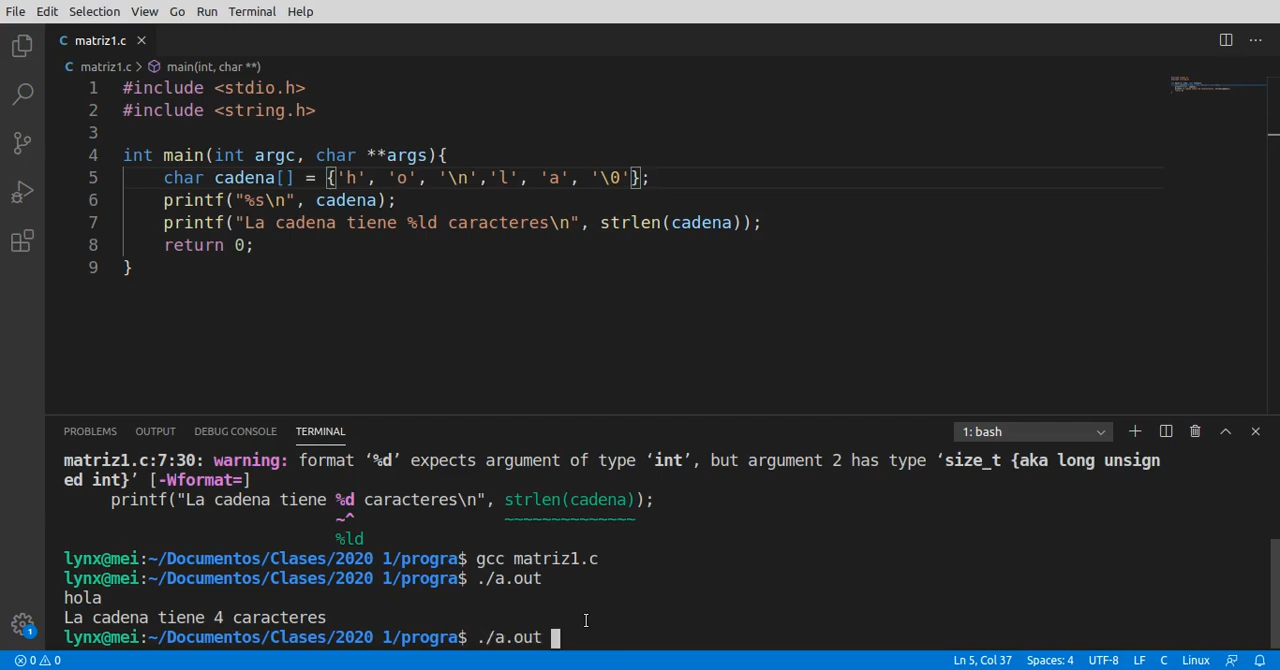 File Edit Selection View Go Run Terminal Help
C matriz1.c
C matriz1.c > main(int, char **)
1 #include <stdio.h>
2 #include <string.h>
3
4 int main(int argc, char **args){
5 char cadena[] = {'h', 'o', '\n','l', 'a', '\0'};
6 printf("%s\n", cadena);
7 printf("La cadena tiene %ld caracteres\n", strlen(cadena));
8 return 0;
9 }
PROBLEMS OUTPUT DEBUG CONSOLE TERMINAL 1: bash
matriz1.c:7:30: warning: format ‘%d’ expects argument of type ‘int’, but argument 2 has type ‘size_t {aka long unsign
ed int}’ [-Wformat=]
printf("La cadena tiene %d caracteres\n", strlen(cadena));
~^ ~~~~~~~~~~~~~~
%ld
lynx@mei:~/Documentos/Clases/2020 1/progra$ gcc matriz1.c
lynx@mei:~/Documentos/Clases/2020 1/progra$ ./a.out
hola
La cadena tiene 4 caracteres
lynx@mei:~/Documentos/Clases/2020 1/progra$ ./a.out
1
0 0 Ln 5, Col 37 Spaces: 4 UTF-8 LF C Linux